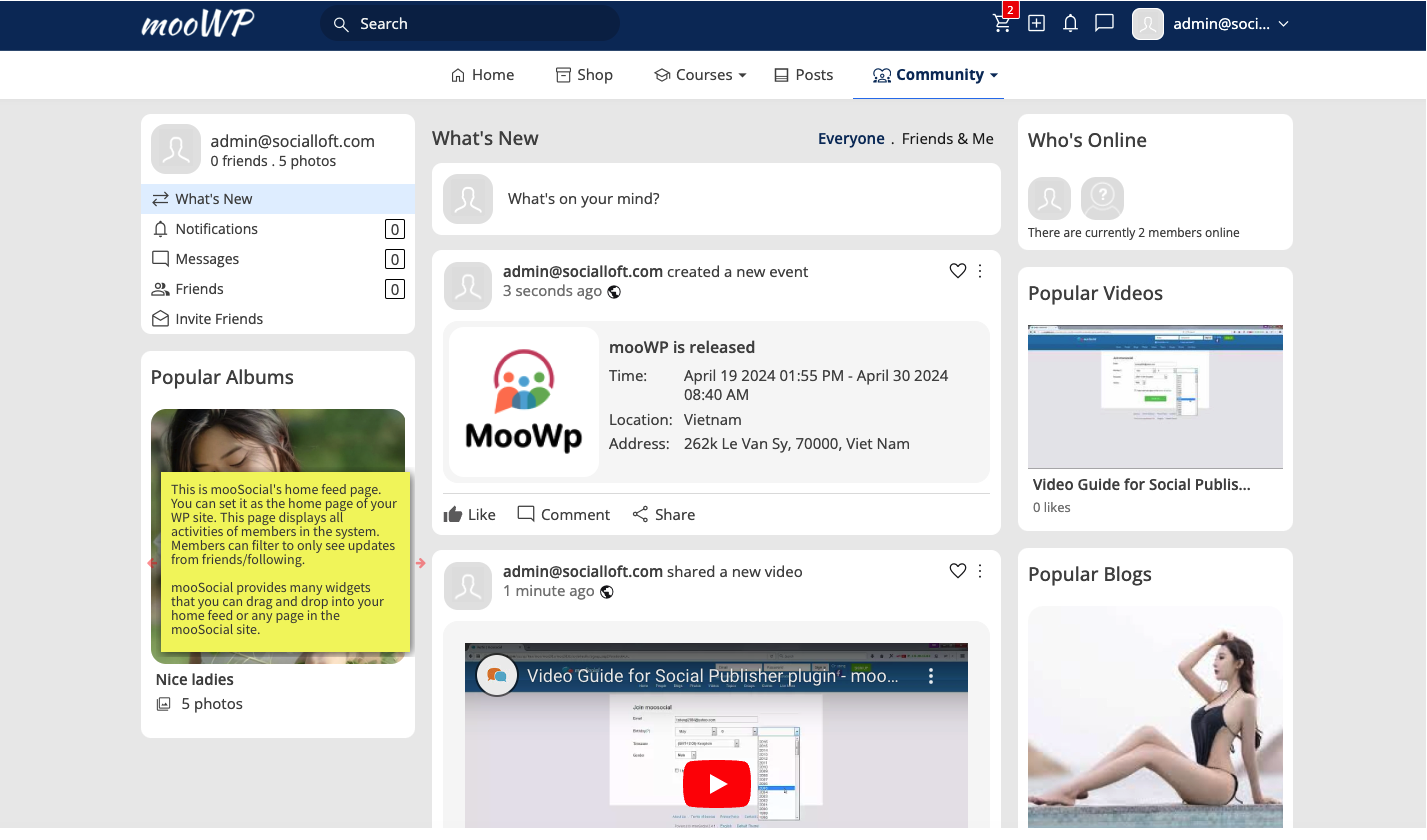 mooWP
Search
2
admin@soci...
Home
Shop
Courses
Posts
Community
admin@socialloft.com
0 friends . 5 photos
What's New
Notifications
0
Messages
0
Friends
0
Invite Friends
Popular Albums
This is mooSocial's home feed page.
You can set it as the home page of your
WP site. This page displays all
activities of members in the system.
Members can filter to only see updates
from friends/following.
mooSocial provides many widgets
that you can drag and drop into your
home feed or any page in the
mooSocial site.
Nice ladies
5 photos
What's New
Everyone . Friends & Me
What's on your mind?
admin@socialloft.com created a new event
3 seconds ago
MooWp
mooWP is released
Time: April 19 2024 01:55 PM - April 30 2024
08:40 AM
Location: Vietnam
Address: 262k Le Van Sy, 70000, Viet Nam
Like
Comment
Share
admin@socialloft.com shared a new video
1 minute ago
Video Guide for Social Publisher plugin - moo...
Join moosocial
Who's Online
?
There are currently 2 members online
Popular Videos
Video Guide for Social Publis...
0 likes
Popular Blogs